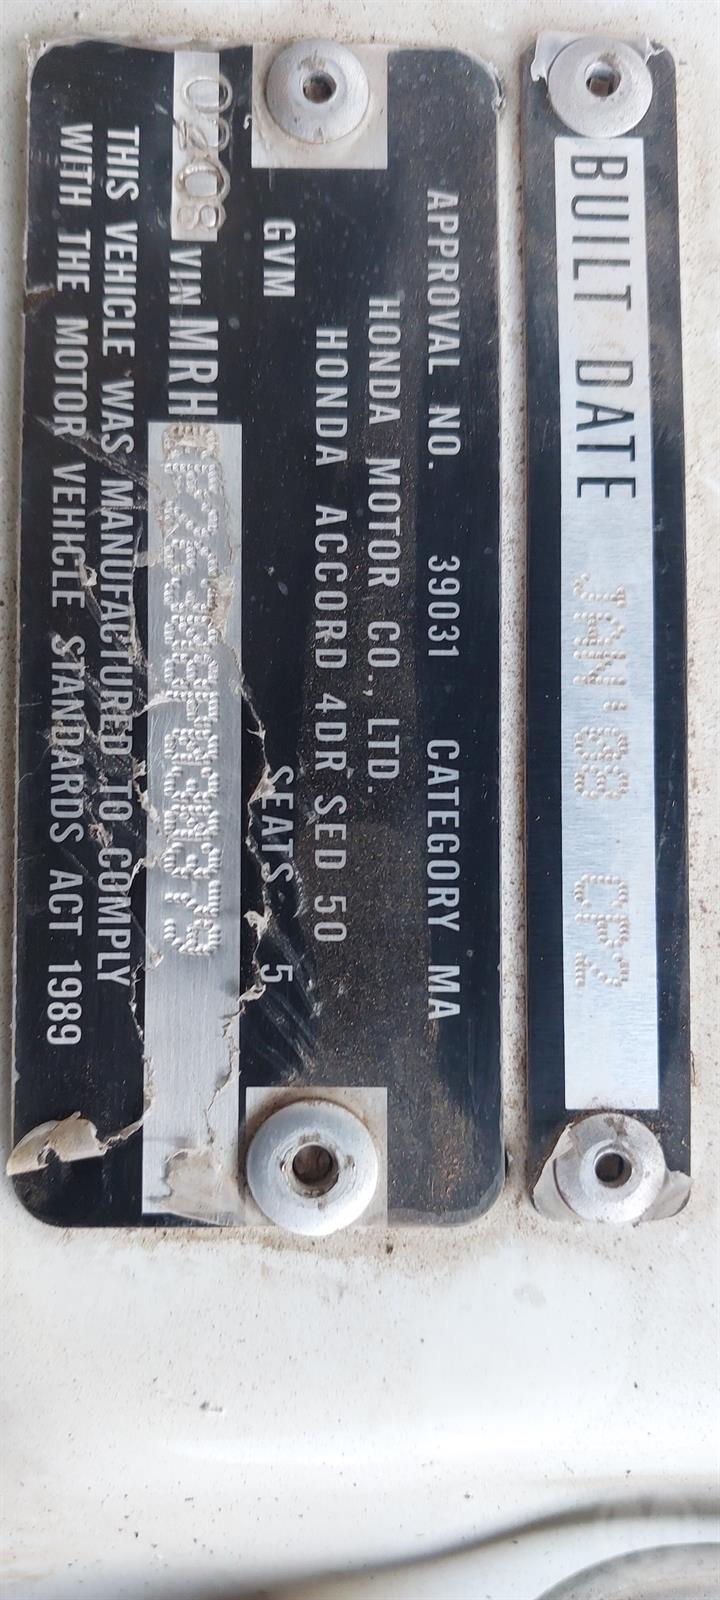 BUILT DATE JAN'08 CP2
APPROVAL NO. 39031 CATEGORY MA
HONDA MOTOR CO., LTD.
HONDA ACCORD 4DR SED 50
GVM SEATS 5
0208 VIN MRH
THIS VEHICLE WAS MANUFACTURED TO COMPLY
WITH THE MOTOR VEHICLE STANDARDS ACT 1989